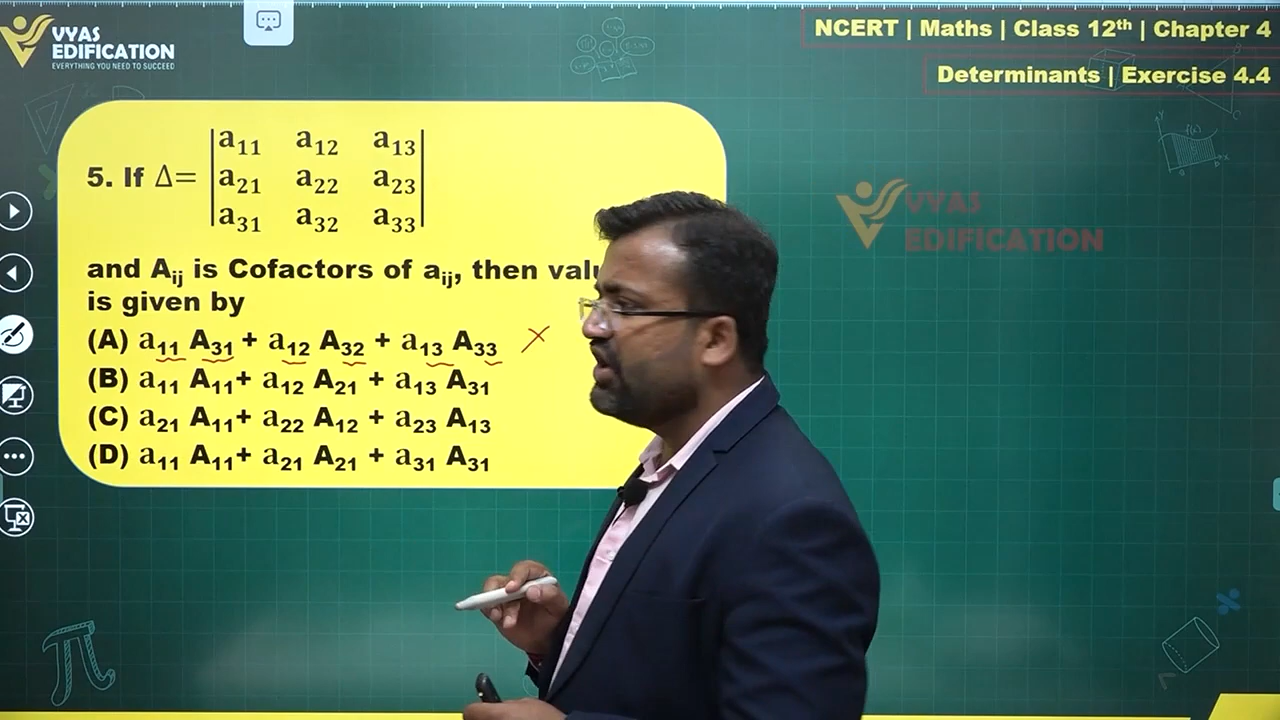 VYAS
EDIFICATION
EVERYTHING YOU NEED TO SUCCEED
NCERT | Maths | Class 12th | Chapter 4
Determinants | Exercise 4.4
5. If Δ= | a11 a12 a13 |
| a21 a22 a23 |
| a31 a32 a33 |
and Aij is Cofactors of aij, then
is given by
(A) a11 A31 + a12 A32 + a13 A33 ×
(B) a11 A11+ a12 A21 + a13 A31
(C) a21 A11+ a22 A12 + a23 A13
(D) a11 A11+ a21 A21 + a31 A31
VYAS
EDIFICATION
π